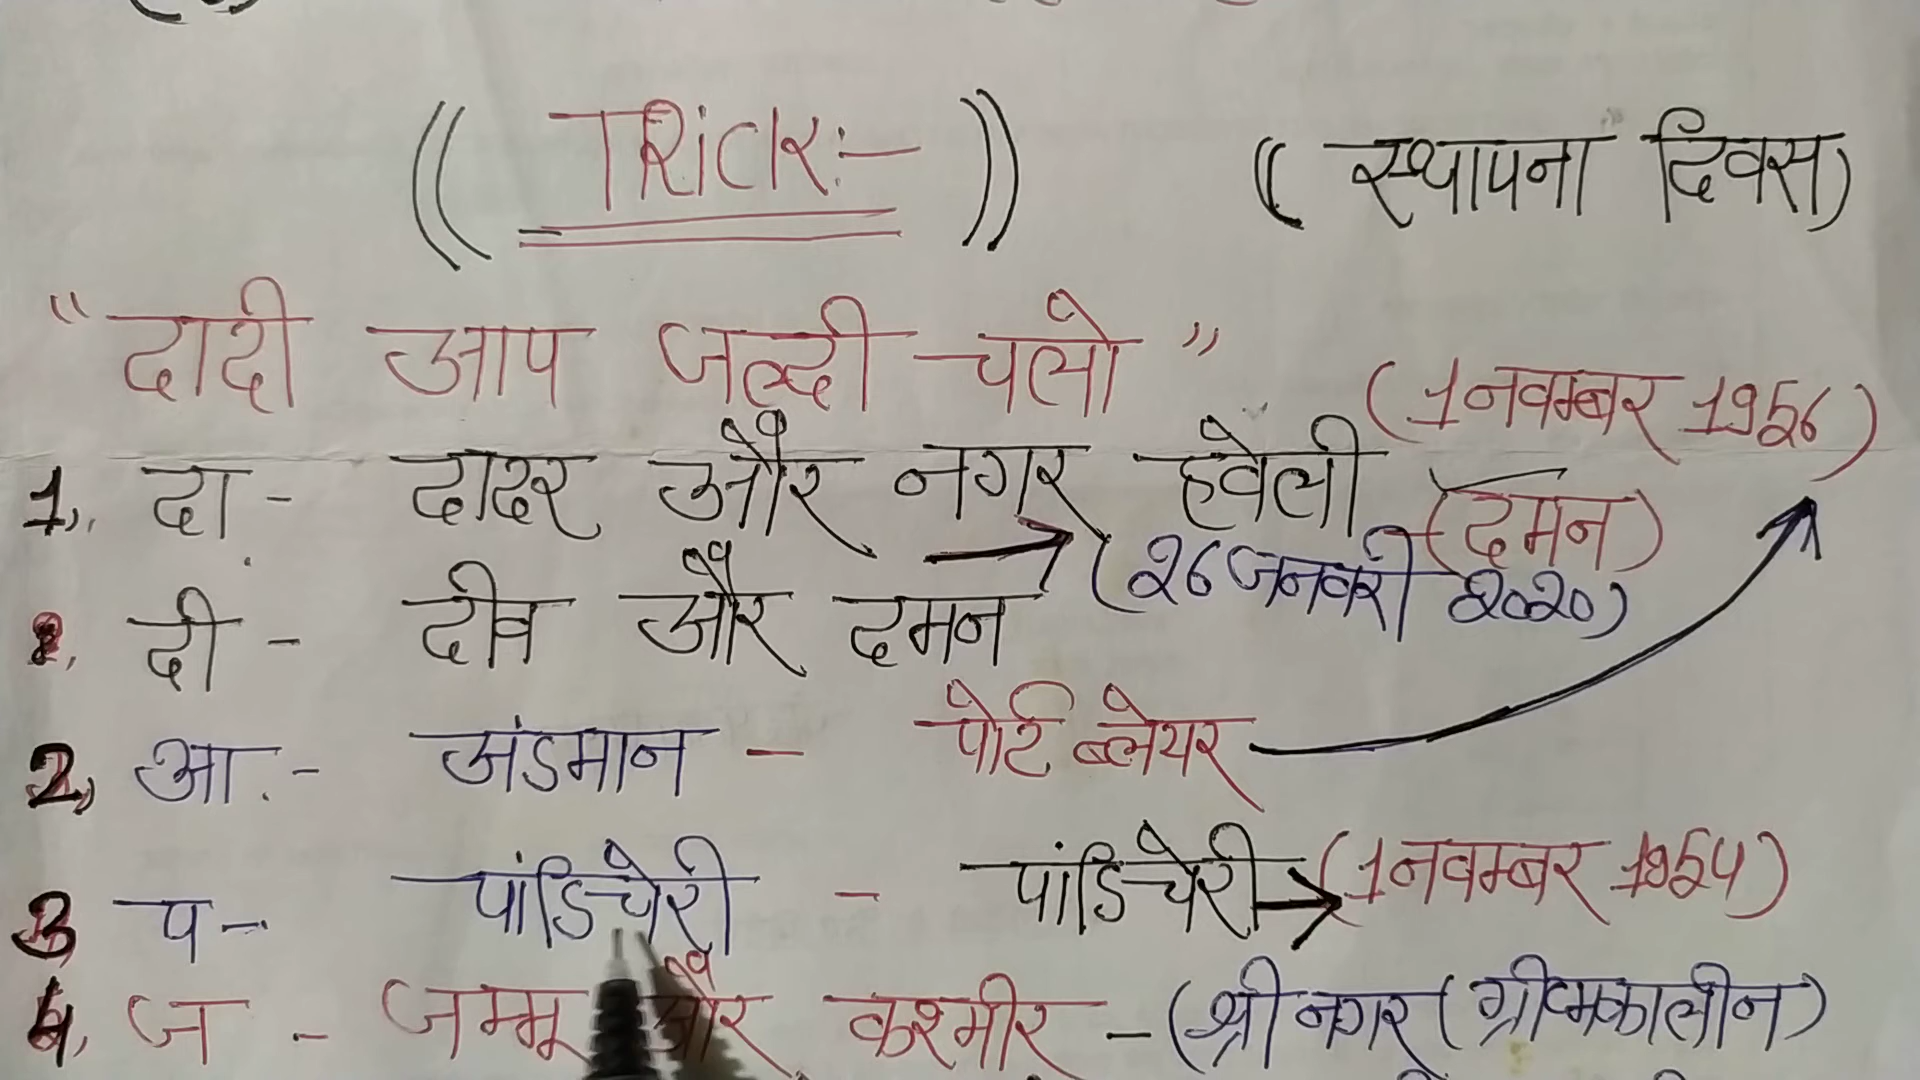 TRICK:-
(स्थापना दिवस)
"दादी आप जल्दी चलो"
(1 नवम्बर 1956)
1. दा - दादर और नगर हवेली
(दमन)
→ (26 जनवरी 2020)
2. दी - दीव और दमन
2, आ - अंडमान - पोर्ट ब्लेयर
3 प - पांडिचेरी - पांडिचेरी → (1 नवम्बर 1954)
4. ज - जम्मू और कश्मीर - (श्री नगर (ग्रीष्मकालीन)